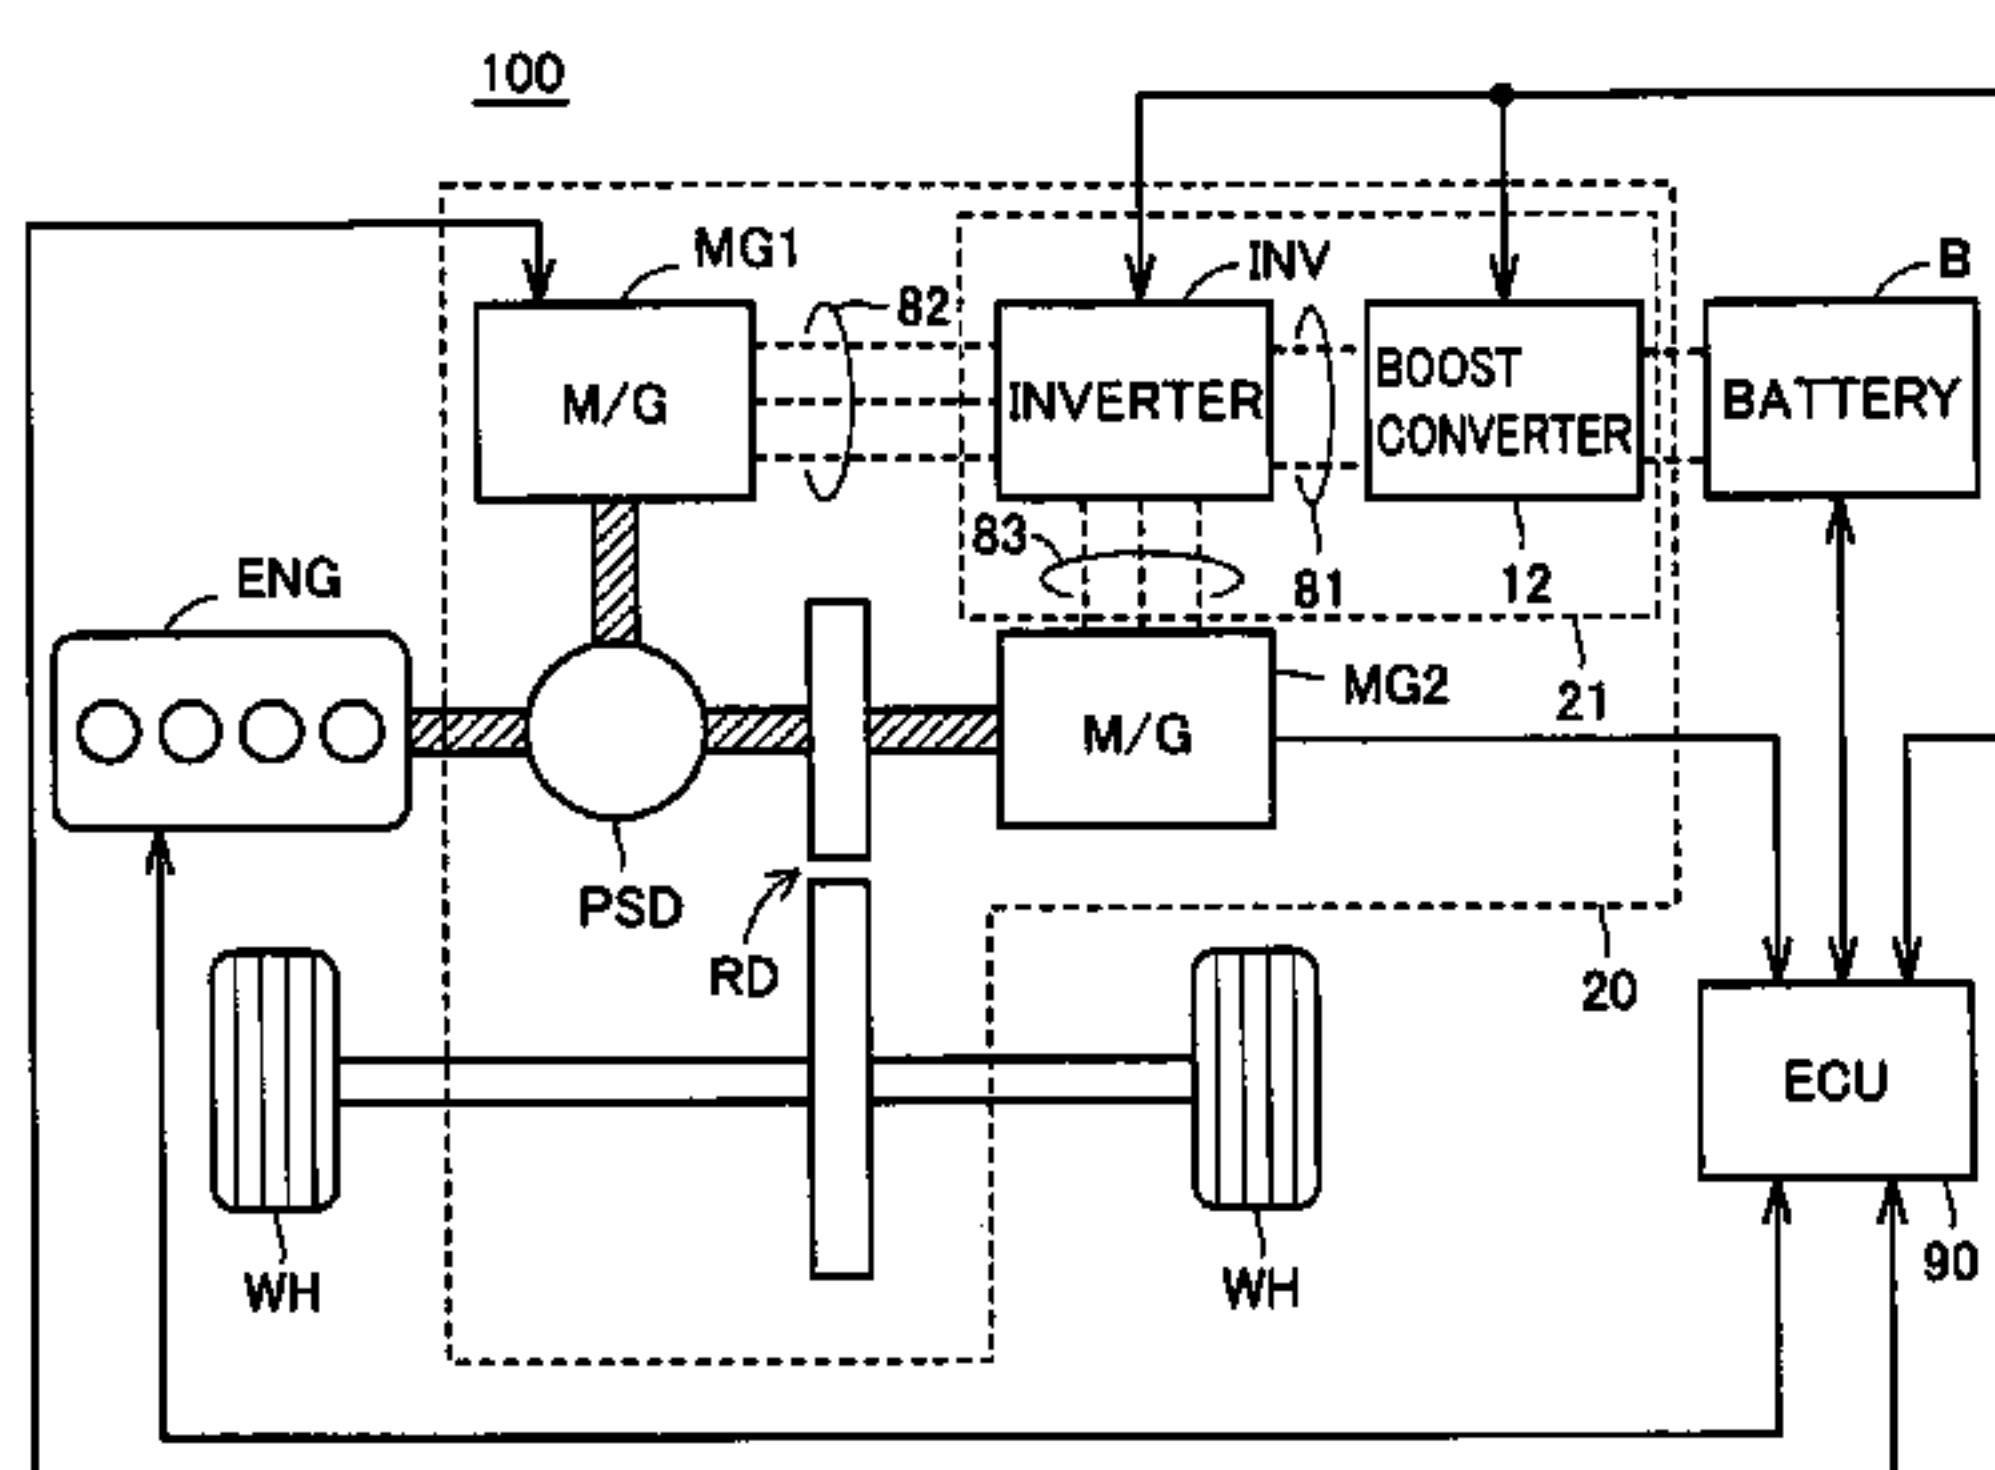 100
MG1
INV
B
82
M/G
INVERTER
BOOST
CONVERTER
BATTERY
83
81
12
ENG
MG2
21
M/G
PSD
RD
20
ECU
90
WH
WH